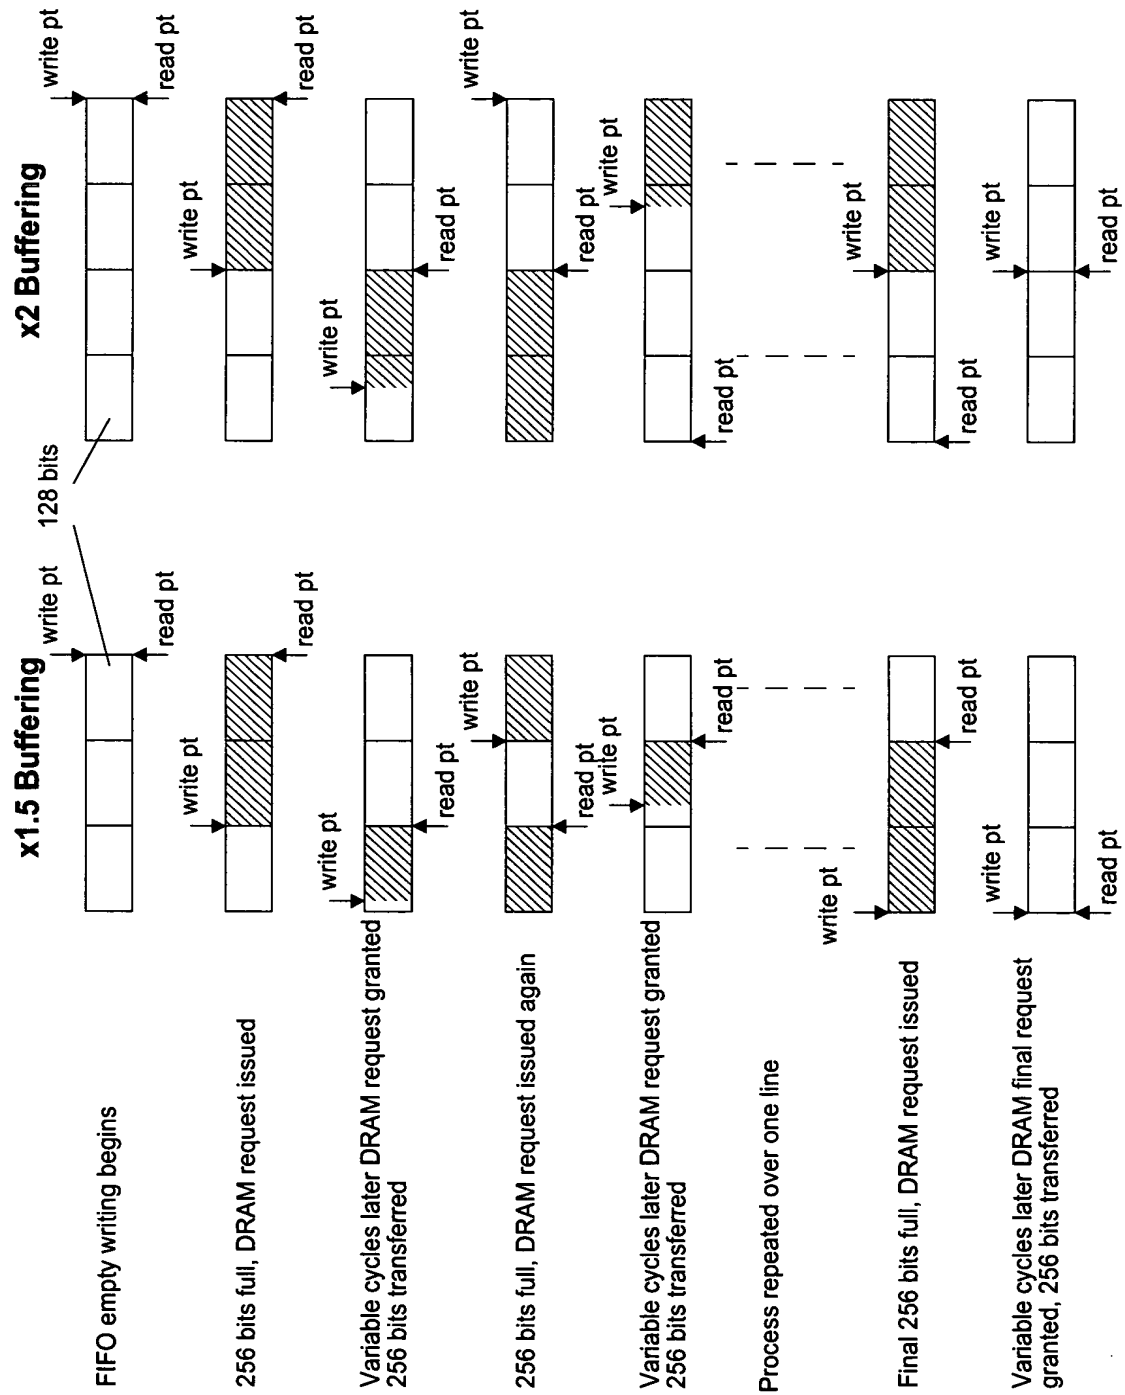 x1.5 Buffering
x2 Buffering
128 bits
write pt
write pt
FIFO empty writing begins
read pt
read pt
write pt
write pt
256 bits full, DRAM request issued
read pt
read pt
write pt
write pt
Variable cycles later DRAM request granted
256 bits transferred
read pt
read pt
write pt
write pt
256 bits full, DRAM request issued again
read pt
read pt
write pt
write pt
Variable cycles later DRAM request granted
256 bits transferred
read pt
read pt
Process repeated over one line
write pt
write pt
Final 256 bits full, DRAM request issued
read pt
read pt
write pt
write pt
Variable cycles later DRAM final request
granted, 256 bits transferred
read pt
read pt